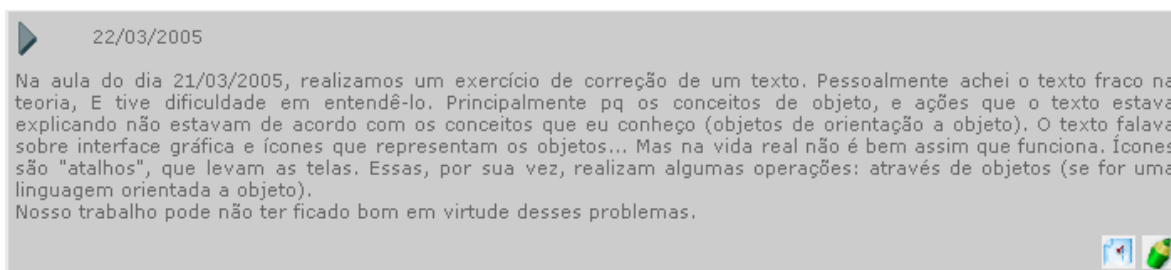 22/03/2005
Na aula do dia 21/03/2005, realizamos um exercício de correção de um texto. Pessoalmente achei o texto fraco na
teoria, E tive dificuldade em entendê-lo. Principalmente pq os conceitos de objeto, e ações que o texto estava
explicando não estavam de acordo com os conceitos que eu conheço (objetos de orientação a objeto). O texto falava
sobre interface gráfica e ícones que representam os objetos... Mas na vida real não é bem assim que funciona. Ícones
são "atalhos", que levam as telas. Essas, por sua vez, realizam algumas operações: através de objetos (se for uma
linguagem orientada a objeto).
Nosso trabalho pode não ter ficado bom em virtude desses problemas.